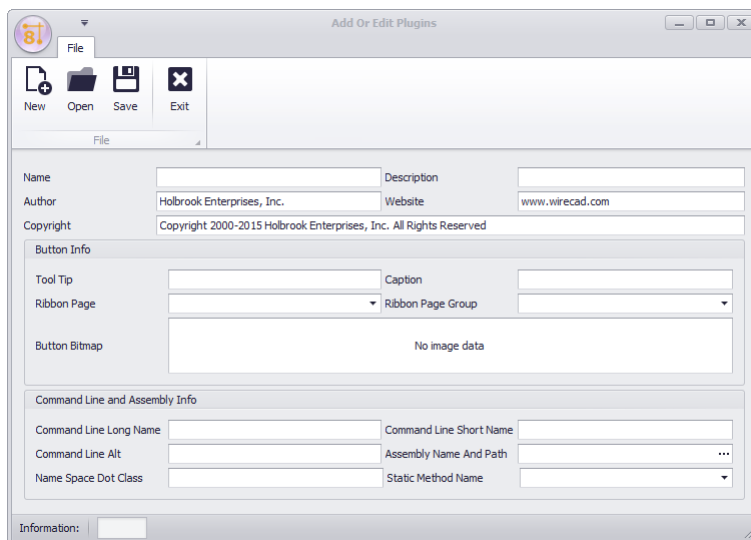 8 Add Or Edit Plugins
File
New Open Save Exit
File
Name Description
Author Holbrook Enterprises, Inc. Website www.wirecad.com
Copyright Copyright 2000-2015 Holbrook Enterprises, Inc. All Rights Reserved
Button Info
Tool Tip Caption
Ribbon Page Ribbon Page Group
Button Bitmap No image data
Command Line and Assembly Info
Command Line Long Name Command Line Short Name
Command Line Alt Assembly Name And Path ...
Name Space Dot Class Static Method Name
Information: